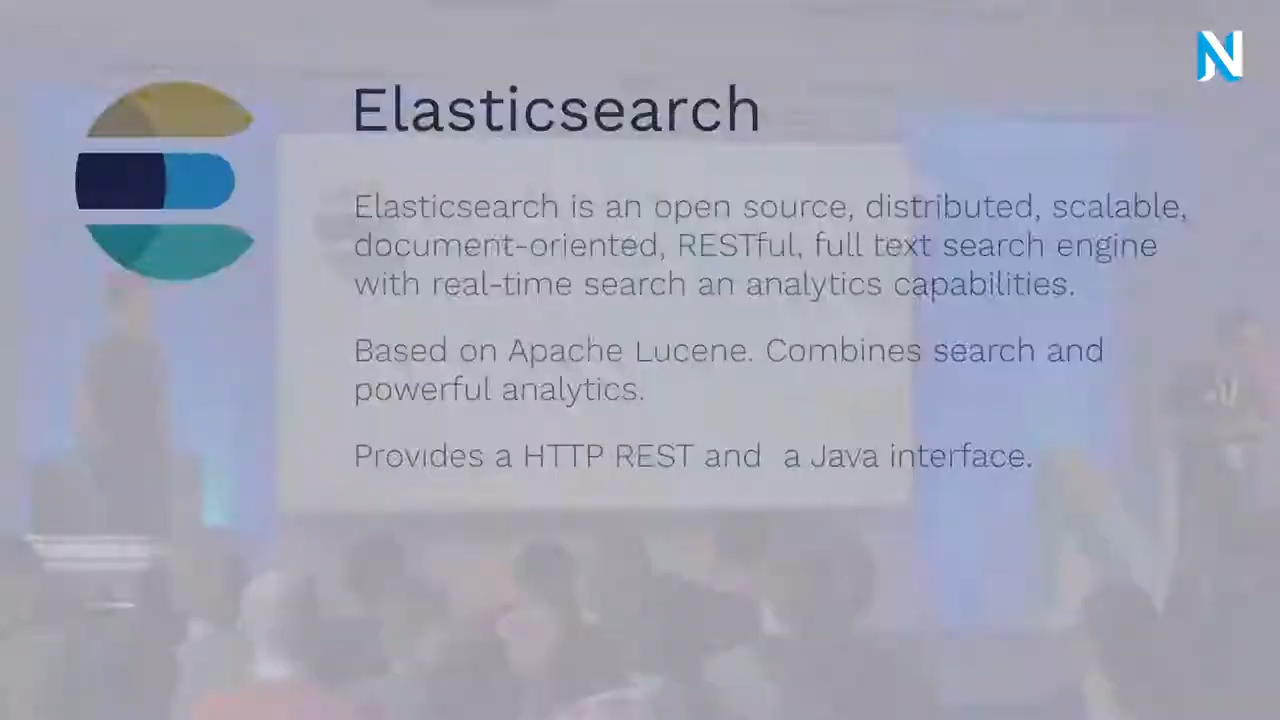 Elasticsearch
Elasticsearch is an open source, distributed, scalable,
document-oriented, RESTful, full text search engine
with real-time search an analytics capabilities.
Based on Apache Lucene. Combines search and
powerful analytics.
Provides a HTTP REST and  a Java interface.